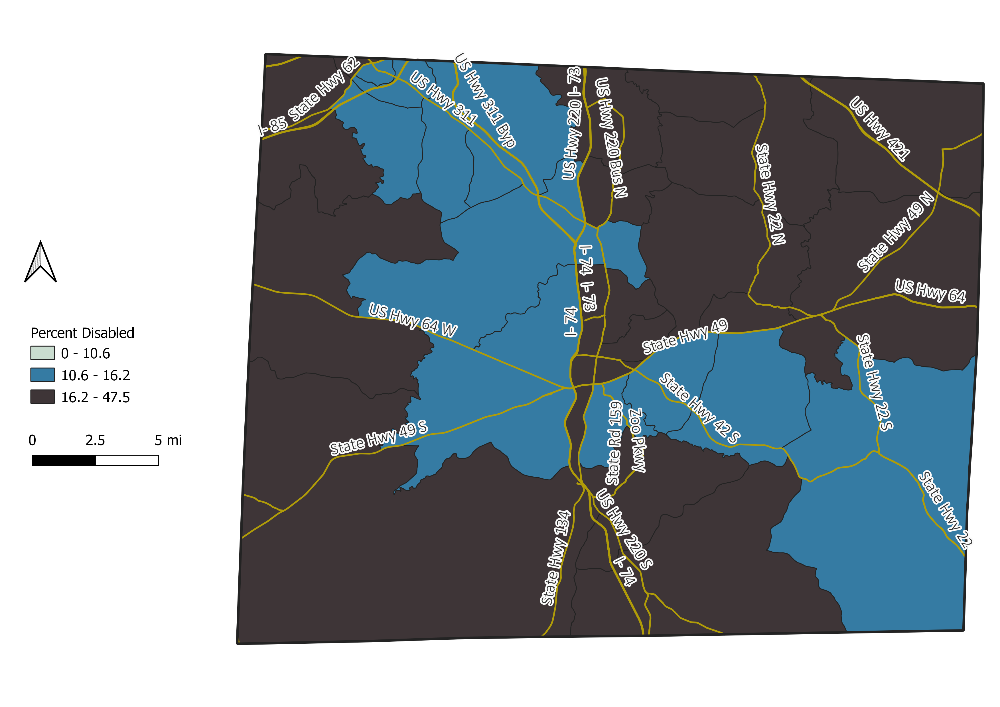 State Hwy 62
US Hwy 311 Byp
US Hwy 311
US Hwy 220 I- 73
US Hwy 220 Bus N
US Hwy 421
I- 85
State Hwy 22 N
State Hwy 49 N
I- 74 I- 73
US Hwy 64
US Hwy 64 W
I- 74
State Hwy 49
Percent Disabled
0 - 10.6
10.6 - 16.2
16.2 - 47.5
State Hwy 22 S
State Hwy 42 S
State Rd 159
Zoo Pkwy
State Hwy 49 S
0 2.5 5 mi
State Hwy 22
US Hwy 220 S
State Hwy 134
I- 74